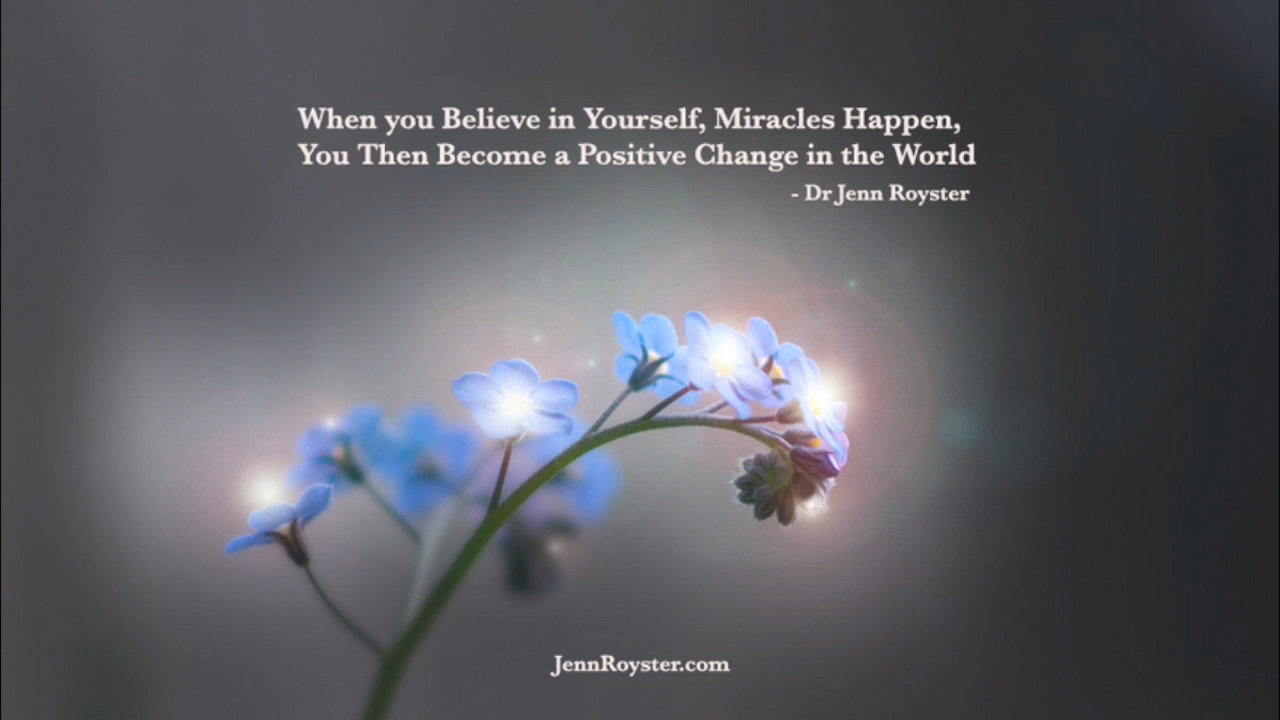 When you Believe in Yourself, Miracles Happen,
You Then Become a Positive Change in the World
- Dr Jenn Royster
JennRoyster.com